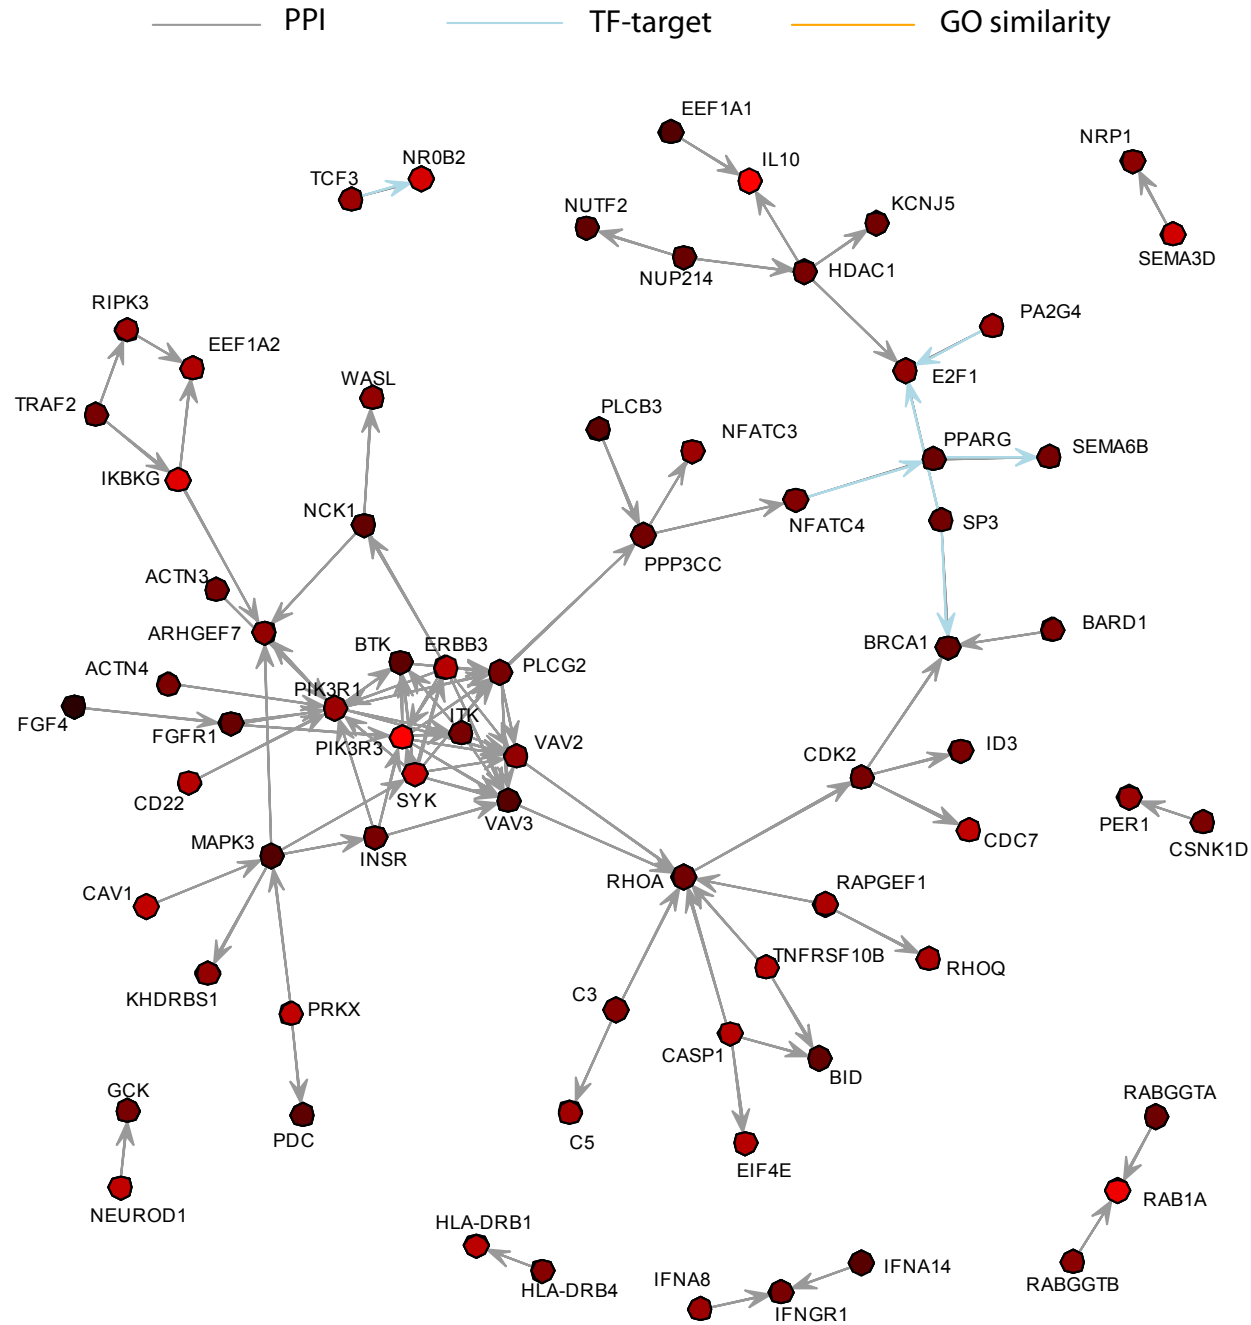 PPI TF-target GO similarity
EEF1A1
NRP1
NR0B2
IL10
TCF3
KCNJ5
NUTF2
SEMA3D
HDAC1
NUP214
RIPK3
PA2G4
EEF1A2
E2F1
WASL
TRAF2
PLCB3
NFATC3
PPARG
SEMA6B
IKBKG
NCK1
NFATC4
SP3
PPP3CC
ACTN3
ARHGEF7
BTK
ERBB3
BRCA1
BARD1
ACTN4
PLCG2
PIK3R1
FGF4
FGFR1
ITK
PIK3R3
VAV2
CDK2
ID3
CD22
SYK
VAV3
PER1
CSNK1D
MAPK3
INSR
CDC7
RHOA
RAPGEF1
CAV1
TNFRSF10B
RHOQ
KHDRBS1
C3
PRKX
CASP1
BID
GCK
RABGGTA
PDC
C5
EIF4E
RAB1A
NEUROD1
HLA-DRB1
IFNA14
IFNA8
HLA-DRB4
RABGGTB
IFNGR1